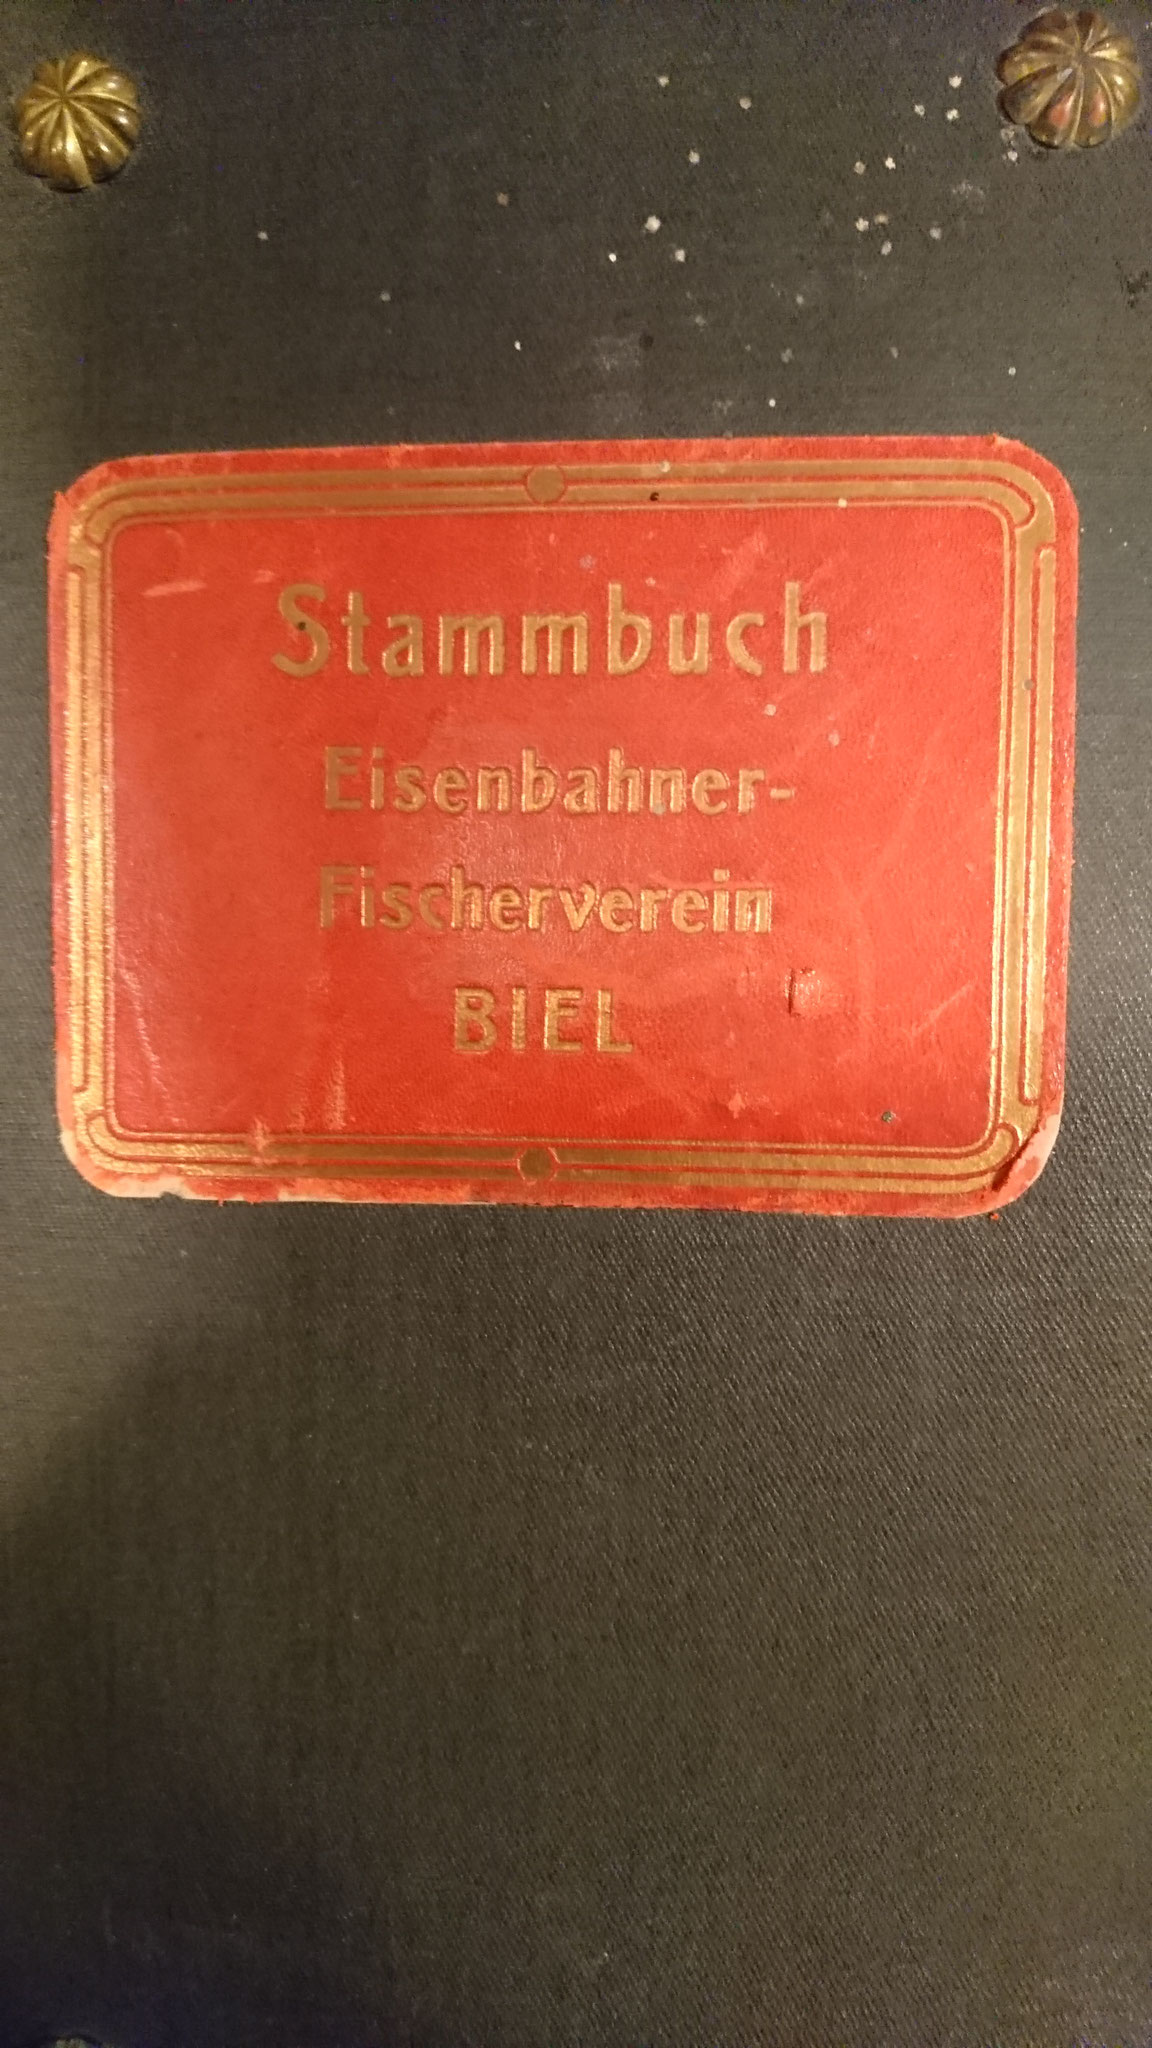 Stammbuch
Eisenbahner-
Fischerverein
BIEL